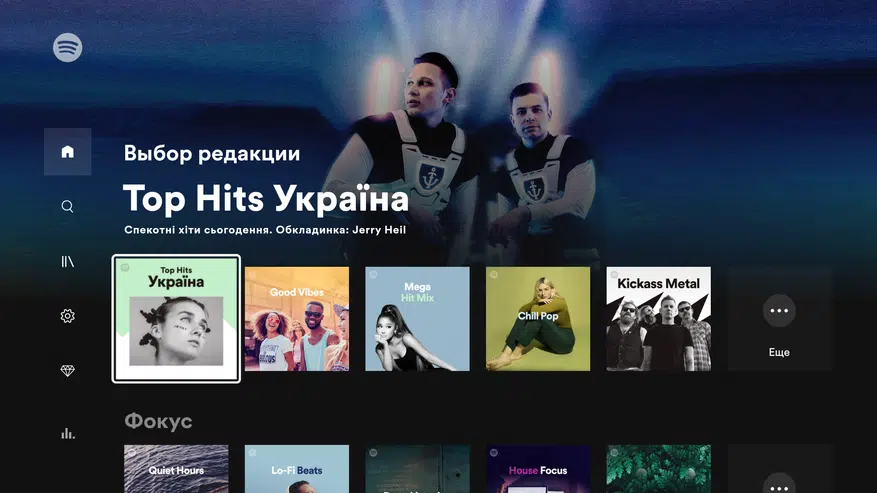 Выбор редакции
Top Hits Україна
Спекотні хіти сьогодення. Обкладинка: Jerry Heil
Top Hits
Україна
Good Vibes
Mega
Hit Mix
Chill Pop
Kickass Metal
Еще
Фокус
Quiet Hours
Lo-Fi Beats
House Focus